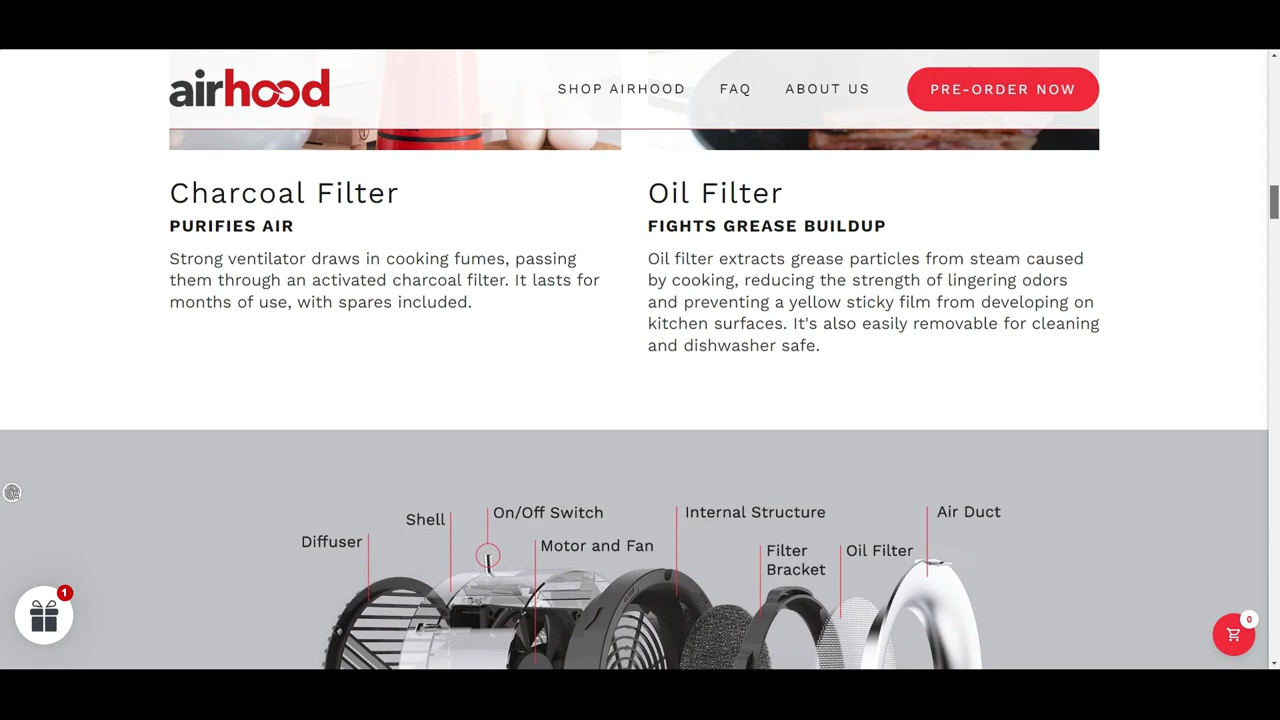 airhood
SHOP AIRHOOD
FAQ
ABOUT US
PRE-ORDER NOW
Charcoal Filter
PURIFIES AIR
Strong ventilator draws in cooking fumes, passing
them through an activated charcoal filter. It lasts for
months of use, with spares included.
Oil Filter
FIGHTS GREASE BUILDUP
Oil filter extracts grease particles from steam caused
by cooking, reducing the strength of lingering odors
and preventing a yellow sticky film from developing on
kitchen surfaces. It's also easily removable for cleaning
and dishwasher safe.
Diffuser
Shell
On/Off Switch
Motor and Fan
Internal Structure
Filter
Bracket
Oil Filter
Air Duct
1
0